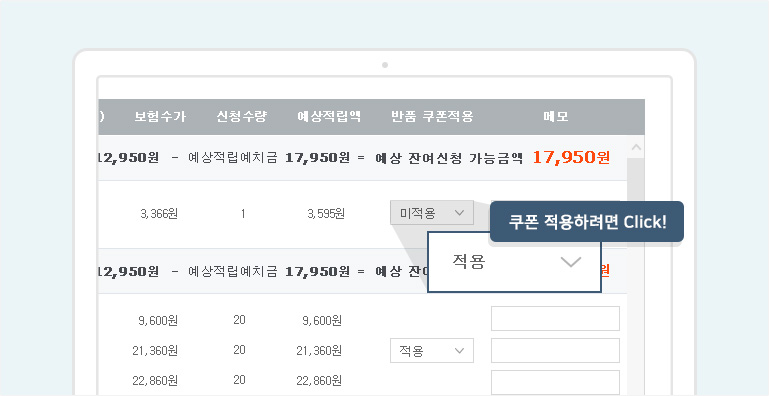 ) 보험수가 신청수량 예상적립액 반품 쿠폰적용 메모
12,950원 - 예상적립예치금 17,950원 = 예상 잔여신청 가능금액 17,950원
3,366원 1 3,595원 미적용
쿠폰 적용하려면 Click!
적용
12,950원 - 예상적립예치금 17,950원 = 예상 잔여 원
9,600원 20 9,600원
21,360원 20 21,360원 적용
22,860원 20 22,860원